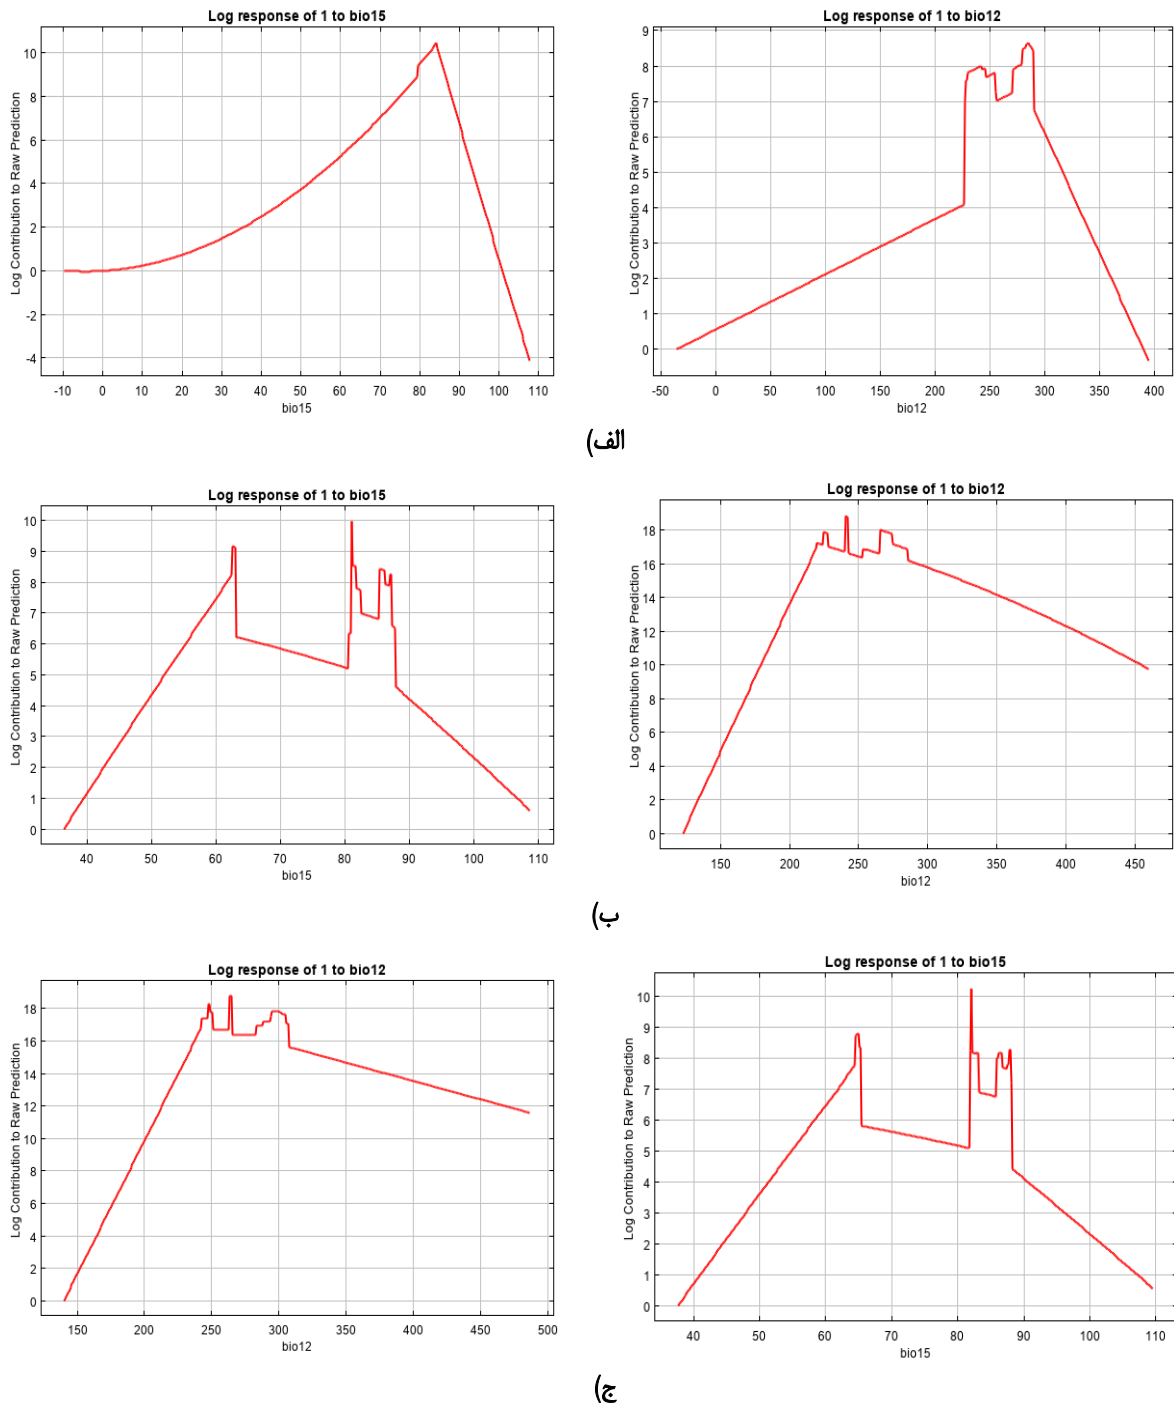 Log response of 1 to bio15
Log Contribution to Raw Prediction
10
8
6
4
2
0
-2
-4
-10 0 10 20 30 40 50 60 70 80 90 100 110
bio15
Log response of 1 to bio12
Log Contribution to Raw Prediction
9
8
7
6
5
4
3
2
1
0
-50 0 50 100 150 200 250 300 350 400
bio12
الف)
Log response of 1 to bio15
Log Contribution to Raw Prediction
10
9
8
7
6
5
4
3
2
1
0
40 50 60 70 80 90 100 110
bio15
Log response of 1 to bio12
Log Contribution to Raw Prediction
18
16
14
12
10
8
6
4
2
0
150 200 250 300 350 400 450
bio12
ب)
Log response of 1 to bio12
Log Contribution to Raw Prediction
18
16
14
12
10
8
6
4
2
0
150 200 250 300 350 400 450 500
bio12
Log response of 1 to bio15
Log Contribution to Raw Prediction
10
9
8
7
6
5
4
3
2
1
0
40 50 60 70 80 90 100 110
bio15
ج)